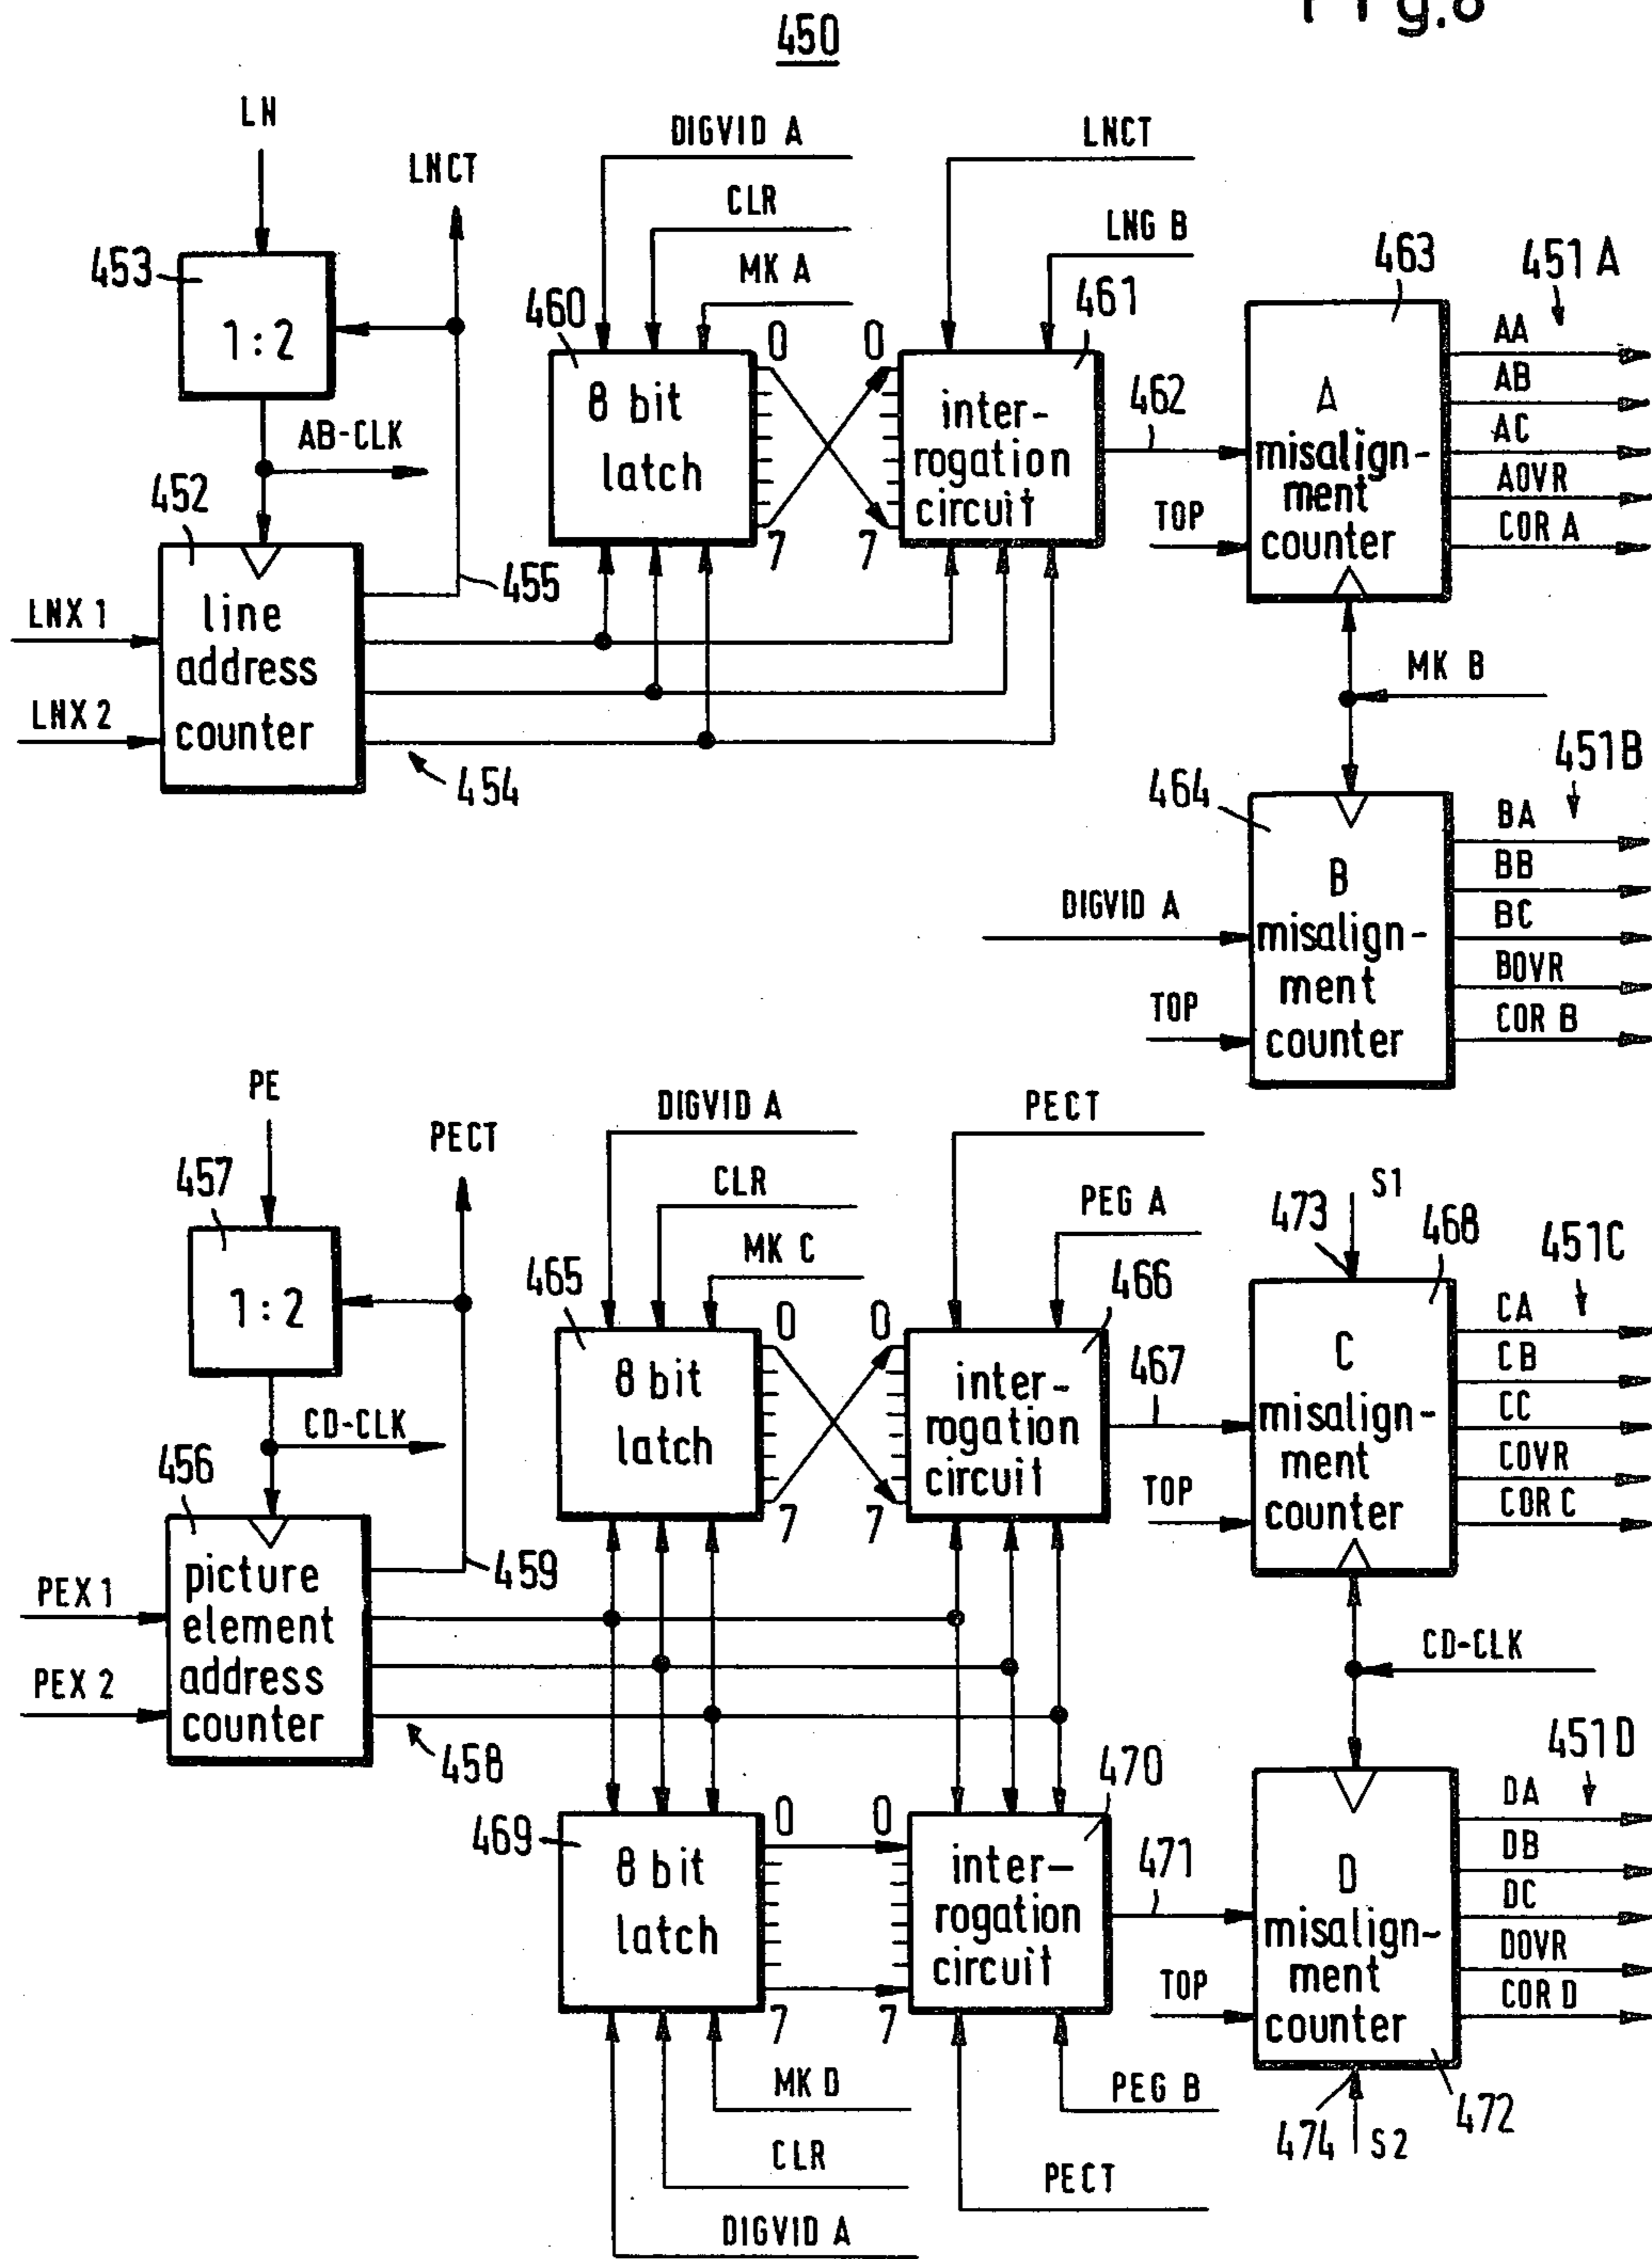 Fig.8
450
LN
LNCT
453
1:2
AB-CLK
452
line
address
counter
LNX 1
LNX 2
455
454
DIGVID A
CLR
MK A
460
8 bit
latch
0
7
0
7
LNCT
LNG B
461
inter-
rogation
circuit
462
TOP
463
A
misalign-
ment
counter
451A
AA
AB
AC
AOVR
COR A
MK B
464
B
misalign-
ment
counter
DIGVID A
TOP
451B
BA
BB
BC
BOVR
COR B
PE
PECT
457
1:2
CD-CLK
456
picture
element
address
counter
PEX 1
PEX 2
459
458
DIGVID A
CLR
MK C
465
8 bit
latch
0
7
0
7
PECT
PEG A
466
inter-
rogation
circuit
467
TOP
473
S1
468
C
misalign-
ment
counter
451C
CA
CB
CC
COVR
COR C
CD-CLK
469
8 bit
latch
0
7
0
7
MK D
CLR
DIGVID A
470
inter-
rogation
circuit
PEG B
PECT
471
TOP
D
misalign-
ment
counter
472
474
S2
451D
DA
DB
DC
DOVR
COR D